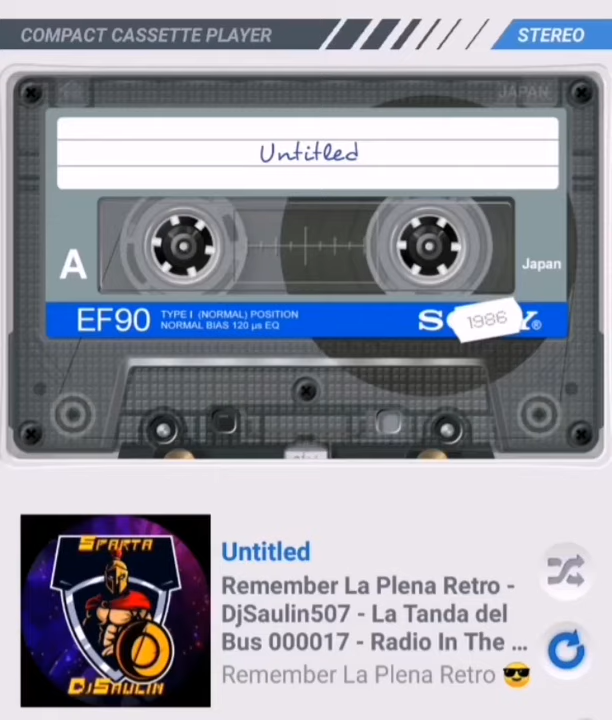 COMPACT CASSETTE PLAYER
STEREO
JAPAN
Untitled
A
Japan
EF90
TYPE I (NORMAL) POSITION
NORMAL BIAS 120 µs EQ
1986
®
SPARTA
DJSAULIN
Untitled
Remember La Plena Retro -
DjSaulin507 - La Tanda del
Bus 000017 - Radio In The ...
Remember La Plena Retro 😎